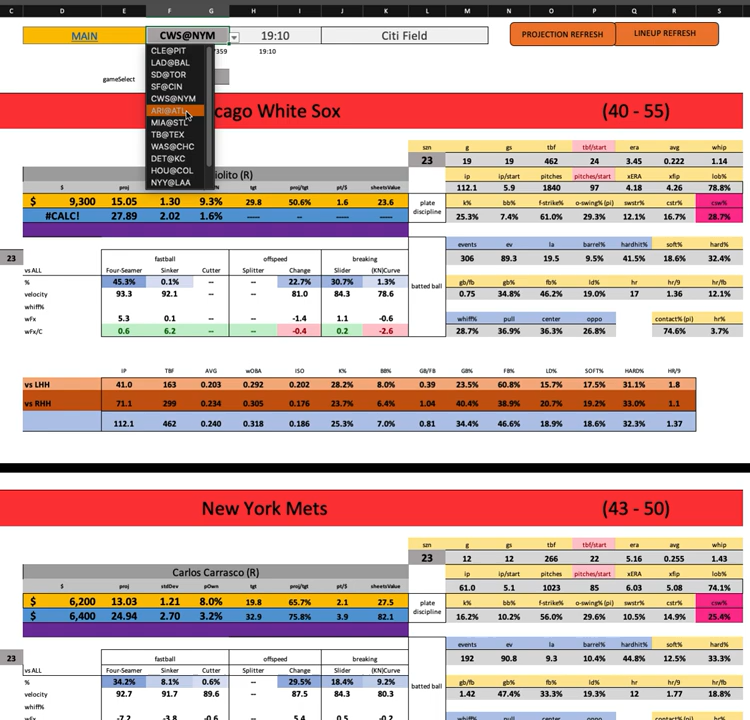 C D E F G H I J K L M N O P Q R S
MAIN CWS@NYM 19:10 Citi Field PROJECTION REFRESH LINEUP REFRESH
CLE@PIT 359 19:10
LAD@BAL
gameSelect SD@TOR
SF@CIN
CWS@NYM
ARI@ATL cago White Sox (40 - 55)
MIA@STL
TB@TEX
WAS@CHC szn g gs tbf tbf/start era avg whip
DET@KC 23 19 19 462 24 3.45 0.222 1.14
HOU@COL
NYY@LAA
iolito (R) ip ip/start pitches pitches/start xERA xfip lob%
$ proj % tgt proj/tgt pt/$ sheetsValue 112.1 5.9 1840 97 4.18 4.26 78.8%
$ 9,300 15.05 1.30 9.3% 29.8 50.6% 1.6 23.6 plate discipline k% bb% f-strike% o-swing% (pi) swstr% cstr% csw%
#CALC! 27.89 2.02 1.6% ---- ---- -- ---- 25.3% 7.4% 61.0% 29.3% 12.1% 16.7% 28.7%
events ev la barrel% hardhit% soft% hard%
23 fastball offspeed breaking 306 89.3 19.5 9.5% 41.5% 18.6% 32.4%
vs ALL Four-Seamer Sinker Cutter Splitter Change Slider (KN)Curve batted ball
% 45.3% 0.1% -- -- 22.7% 30.7% 1.3% gb/fb gb% fb% ld% hr hr/9 hr/fb
velocity 93.3 92.1 -- -- 81.0 84.3 78.6 0.75 34.8% 46.2% 19.0% 17 1.36 12.1%
whiff%
wFx 5.3 0.1 -- -- -1.4 1.1 -0.6 whiff% pull center oppo contact% (pi) hr%
wFx/C 0.6 6.2 -- -- -0.4 0.2 -2.6 28.7% 36.9% 36.3% 26.8% 74.6% 3.7%
IP TBF AVG wOBA ISO K% BB% GB/FB GB% FB% LD% SOFT% HARD% HR/9
vs LHH 41.0 163 0.203 0.292 0.202 28.2% 8.0% 0.39 23.5% 60.8% 15.7% 17.5% 31.1% 1.8
vs RHH 71.1 299 0.234 0.305 0.176 23.7% 6.4% 1.04 40.4% 38.9% 20.7% 19.2% 33.0% 1.1
112.1 462 0.240 0.318 0.186 25.3% 7.0% 0.81 34.4% 46.6% 18.9% 18.6% 32.3% 1.37
New York Mets (43 - 50)
szn g gs tbf tbf/start era avg whip
23 12 12 266 22 5.16 0.255 1.43
Carlos Carrasco (R) ip ip/start pitches pitches/start xERA xfip lob%
$ proj stdDev pOwn tgt proj/tgt pt/$ sheetsValue 61.0 5.1 1023 85 6.03 5.08 74.1%
$ 6,200 13.03 1.21 8.0% 19.8 65.7% 2.1 27.5 plate discipline k% bb% f-strike% o-swing% (pi) swstr% cstr% csw%
$ 6,400 24.94 2.70 3.2% 32.9 75.8% 3.9 82.1 16.2% 10.2% 56.0% 29.6% 10.5% 14.9% 25.4%
events ev la barrel% hardhit% soft% hard%
23 fastball offspeed breaking 192 90.8 9.3 10.4% 44.8% 12.5% 33.3%
vs ALL Four-Seamer Sinker Cutter Splitter Change Slider (KN)Curve batted ball
% 34.2% 8.1% 0.6% -- 29.5% 18.4% 9.2% gb/fb gb% fb% ld% hr hr/9 hr/fb
velocity 92.7 91.7 89.6 -- 84.3 84.3 80.3 1.42 47.4% 33.3% 19.3% 12 1.77 18.8%
whiff%
wFx -7.2 -3.8 -0.6 -- 5.4 0.5 -0.2 whiff% pull center oppo contact% (pi) hr%